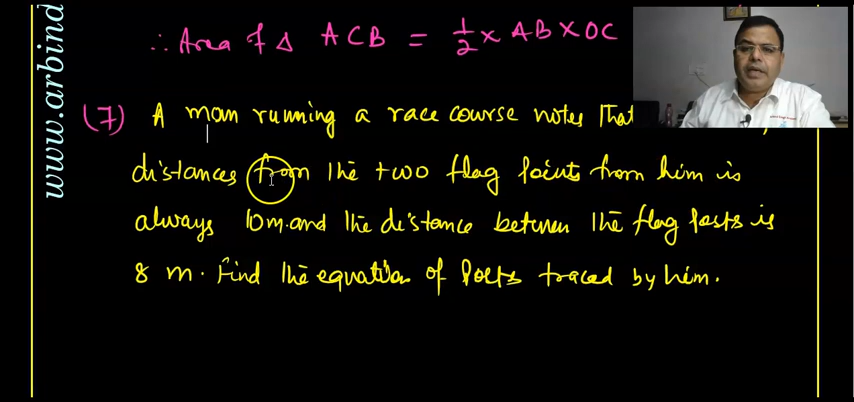 ∴ Area of Δ ACB = 1/2 × AB × OC
(7) A man running a race course notes that
distances from the two flag points from him is
always 10 m. and the distance between the flag posts is
8 m. Find the equation of Posts traced by him.
www.arbind